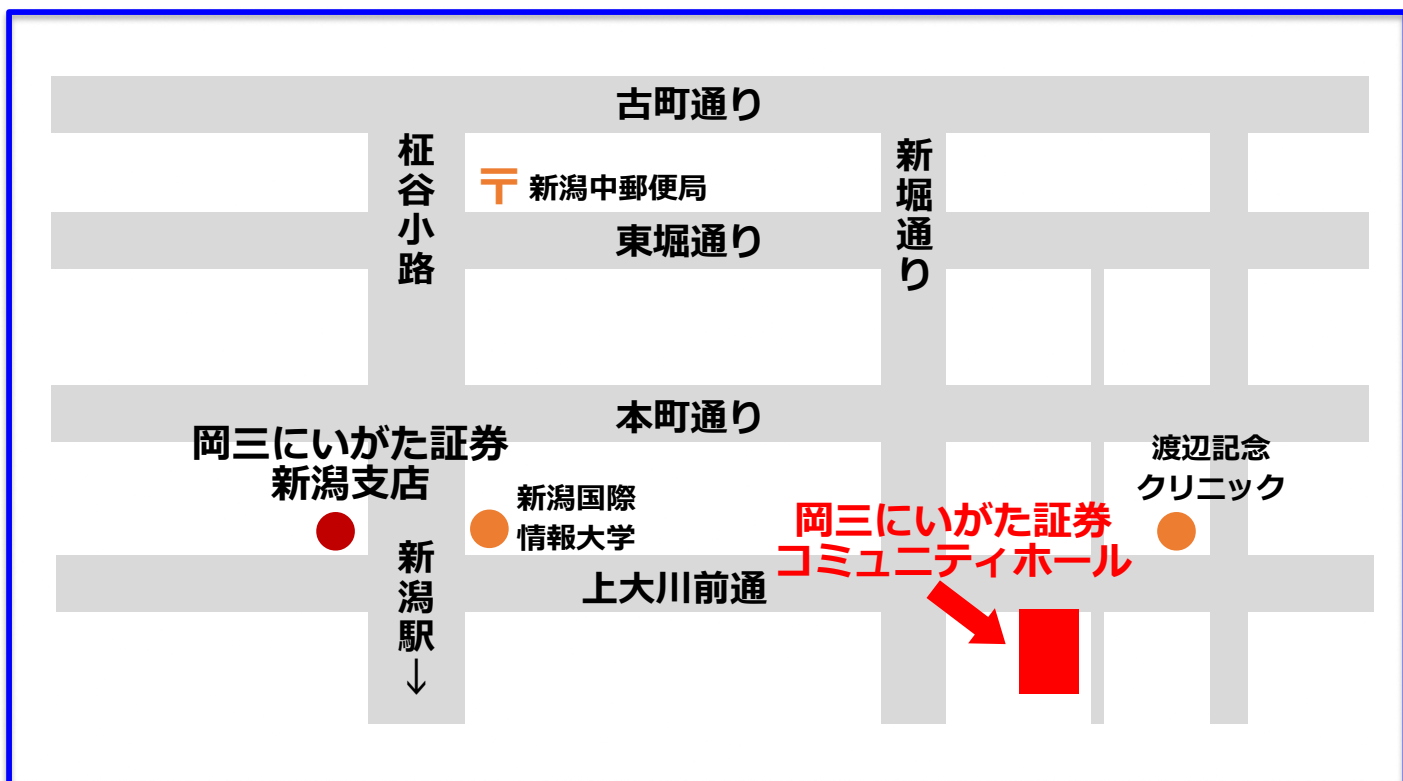 古町通り
柾谷小路
新堀通り
〒 新潟中郵便局
東堀通り
本町通り
岡三にいがた証券
新潟支店
渡辺記念
クリニック
新潟国際
情報大学
岡三にいがた証券
コミュニティホール
新潟駅↓
上大川前通